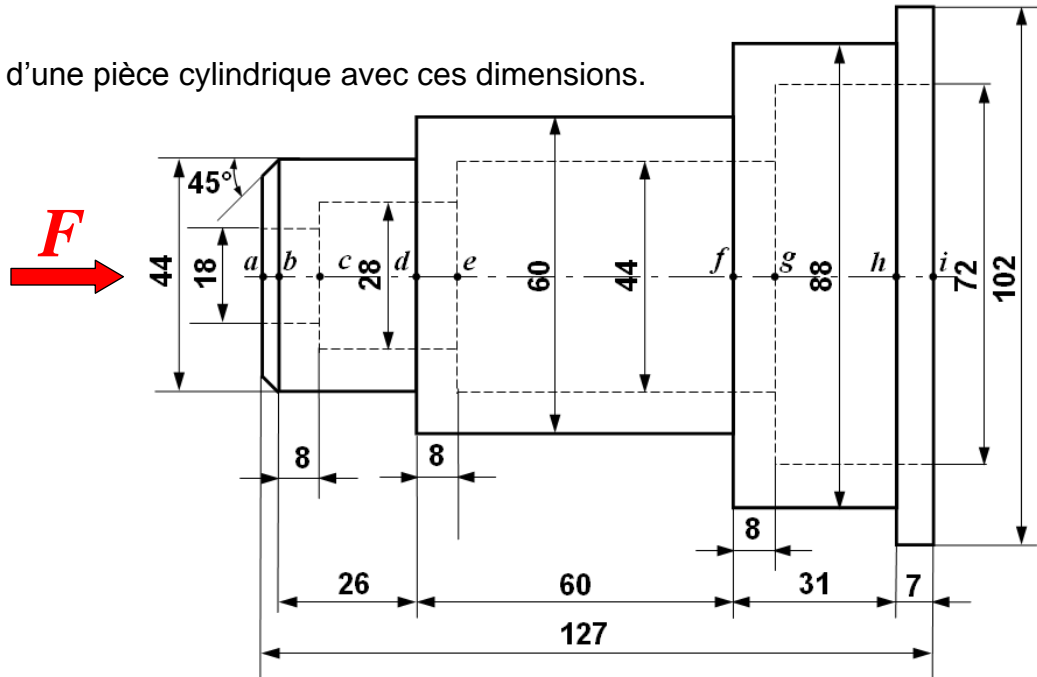 d’une pièce cylindrique avec ces dimensions.
45°
F
44
18
a
b
c
28
d
e
60
44
f
g
88
h
i
72
102
8
8
8
26
60
31
7
127